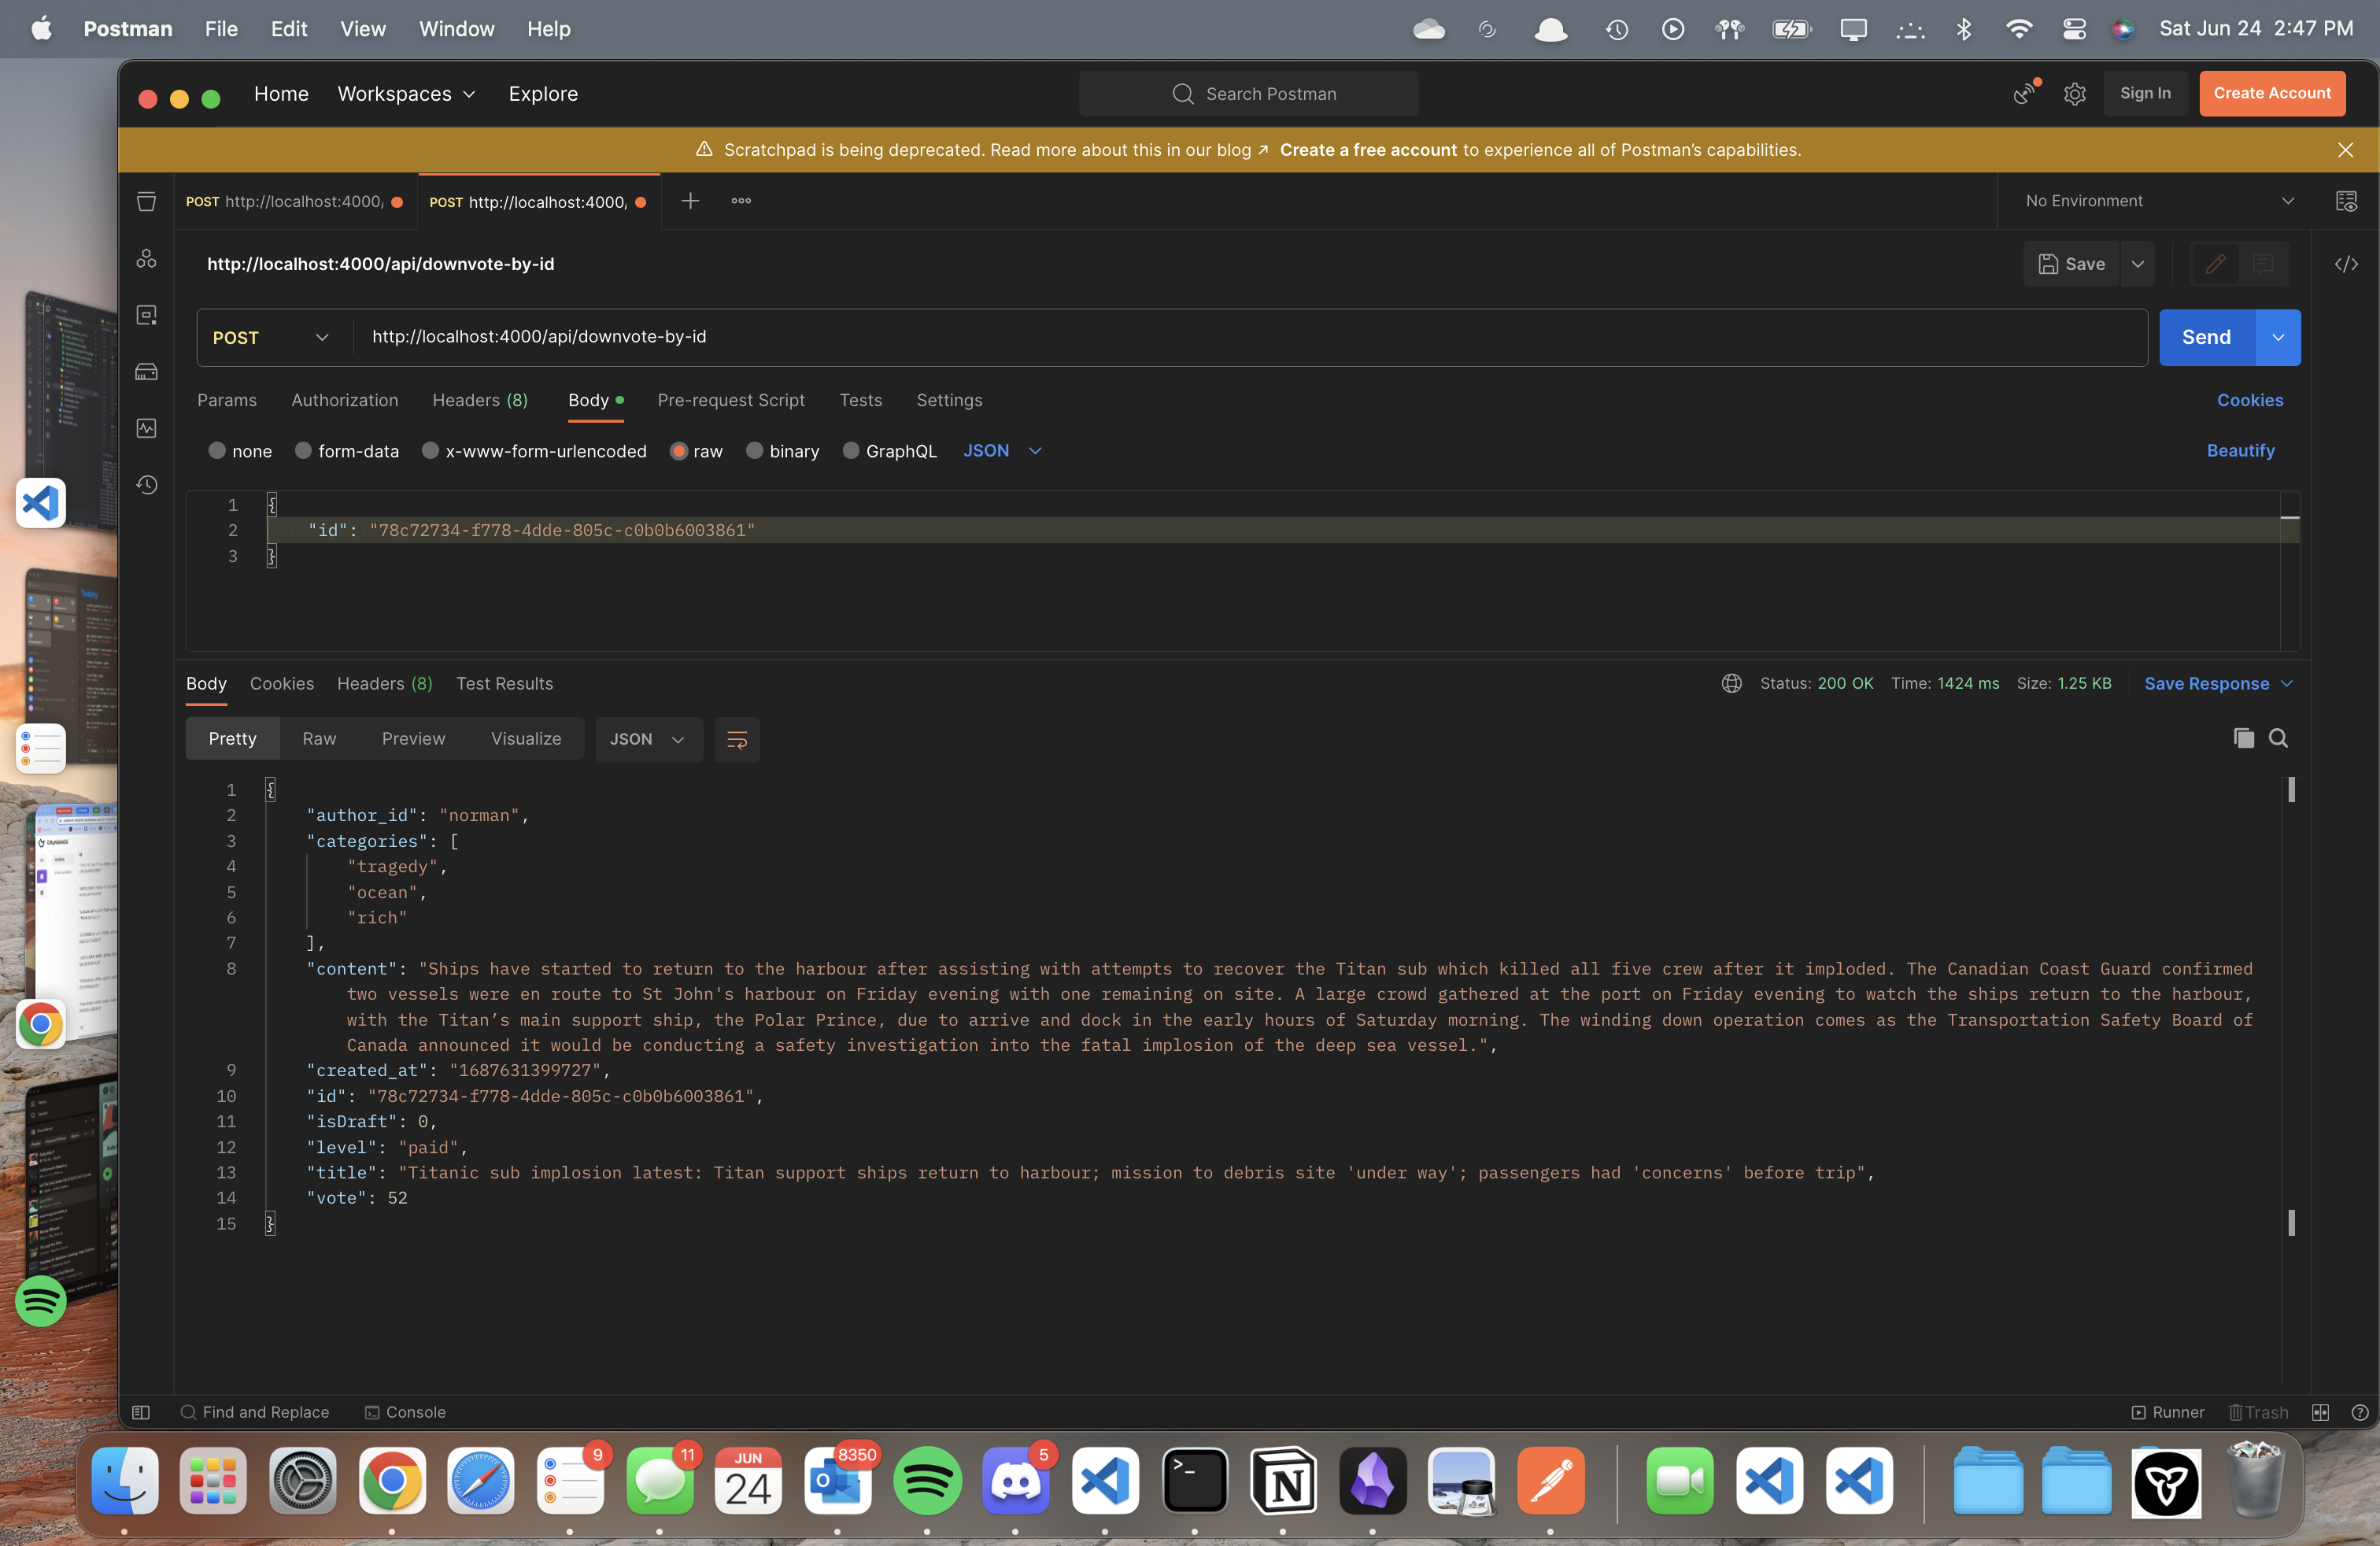 Postman File Edit View Window Help
Sat Jun 24 2:47 PM
Home Workspaces Explore
Search Postman
Sign In
Create Account
Scratchpad is being deprecated. Read more about this in our blog ↗ Create a free account to experience all of Postman’s capabilities.
POST http://localhost:4000/
POST http://localhost:4000/
No Environment
http://localhost:4000/api/downvote-by-id
Save
POST
http://localhost:4000/api/downvote-by-id
Send
Params Authorization Headers (8) Body Pre-request Script Tests Settings
Cookies
none form-data x-www-form-urlencoded raw binary GraphQL JSON
Beautify
1 {
2 "id": "78c72734-f778-4dde-805c-c0b0b6003861"
3 }
Body Cookies Headers (8) Test Results
Status: 200 OK Time: 1424 ms Size: 1.25 KB
Save Response
Pretty Raw Preview Visualize JSON
1 {
2 "author_id": "norman",
3 "categories": [
4 "tragedy",
5 "ocean",
6 "rich"
7 ],
8 "content": "Ships have started to return to the harbour after assisting with attempts to recover the Titan sub which killed all five crew after it imploded. The Canadian Coast Guard confirmed
two vessels were en route to St John's harbour on Friday evening with one remaining on site. A large crowd gathered at the port on Friday evening to watch the ships return to the harbour,
with the Titan’s main support ship, the Polar Prince, due to arrive and dock in the early hours of Saturday morning. The winding down operation comes as the Transportation Safety Board of
Canada announced it would be conducting a safety investigation into the fatal implosion of the deep sea vessel.",
9 "created_at": "1687631399727",
10 "id": "78c72734-f778-4dde-805c-c0b0b6003861",
11 "isDraft": 0,
12 "level": "paid",
13 "title": "Titanic sub implosion latest: Titan support ships return to harbour; mission to debris site 'under way'; passengers had 'concerns' before trip",
14 "vote": 52
15 }
Find and Replace
Console
Runner
Trash
Today
9
11
JUN
24
8350
5